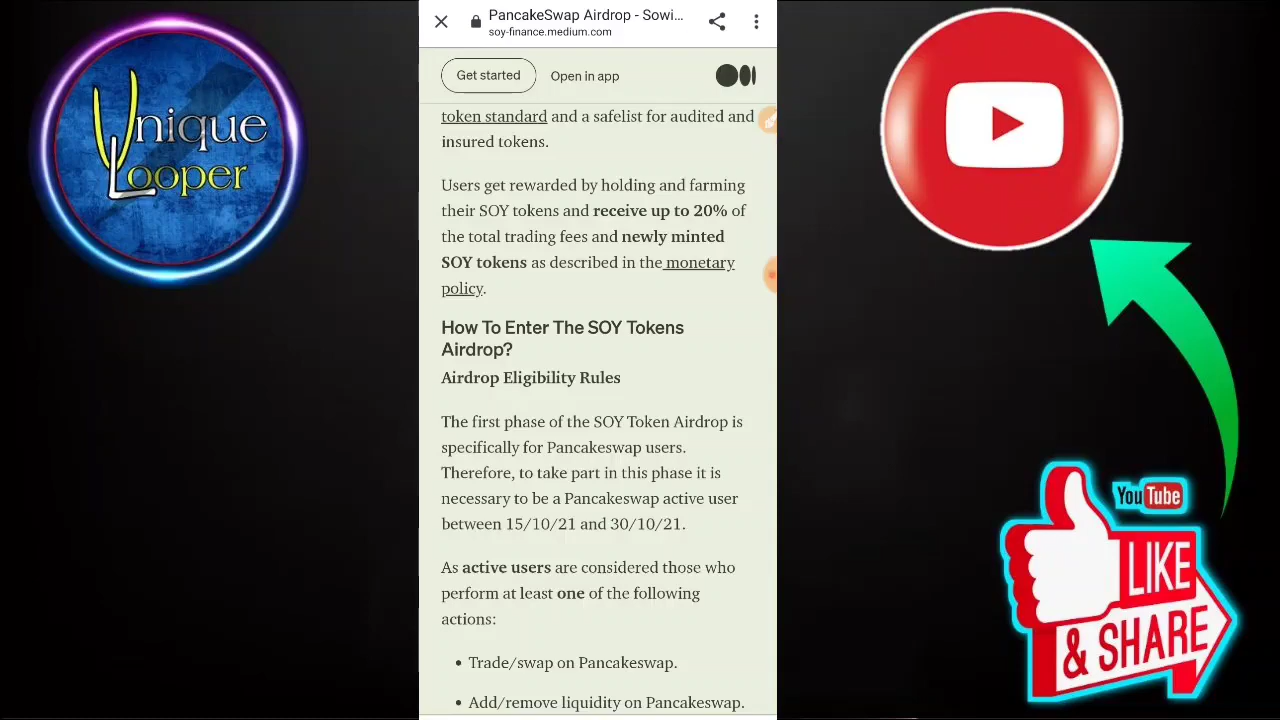 Unique
Looper
PancakeSwap Airdrop - Sowi...
soy-finance.medium.com
Get started
Open in app
token standard and a safelist for audited and
insured tokens.
Users get rewarded by holding and farming
their SOY tokens and receive up to 20% of
the total trading fees and newly minted
SOY tokens as described in the monetary
policy.
How To Enter The SOY Tokens
Airdrop?
Airdrop Eligibility Rules
The first phase of the SOY Token Airdrop is
specifically for Pancakeswap users.
Therefore, to take part in this phase it is
necessary to be a Pancakeswap active user
between 15/10/21 and 30/10/21.
As active users are considered those who
perform at least one of the following
actions:
• Trade/swap on Pancakeswap.
• Add/remove liquidity on Pancakeswap.
YouTube
LIKE
& SHARE